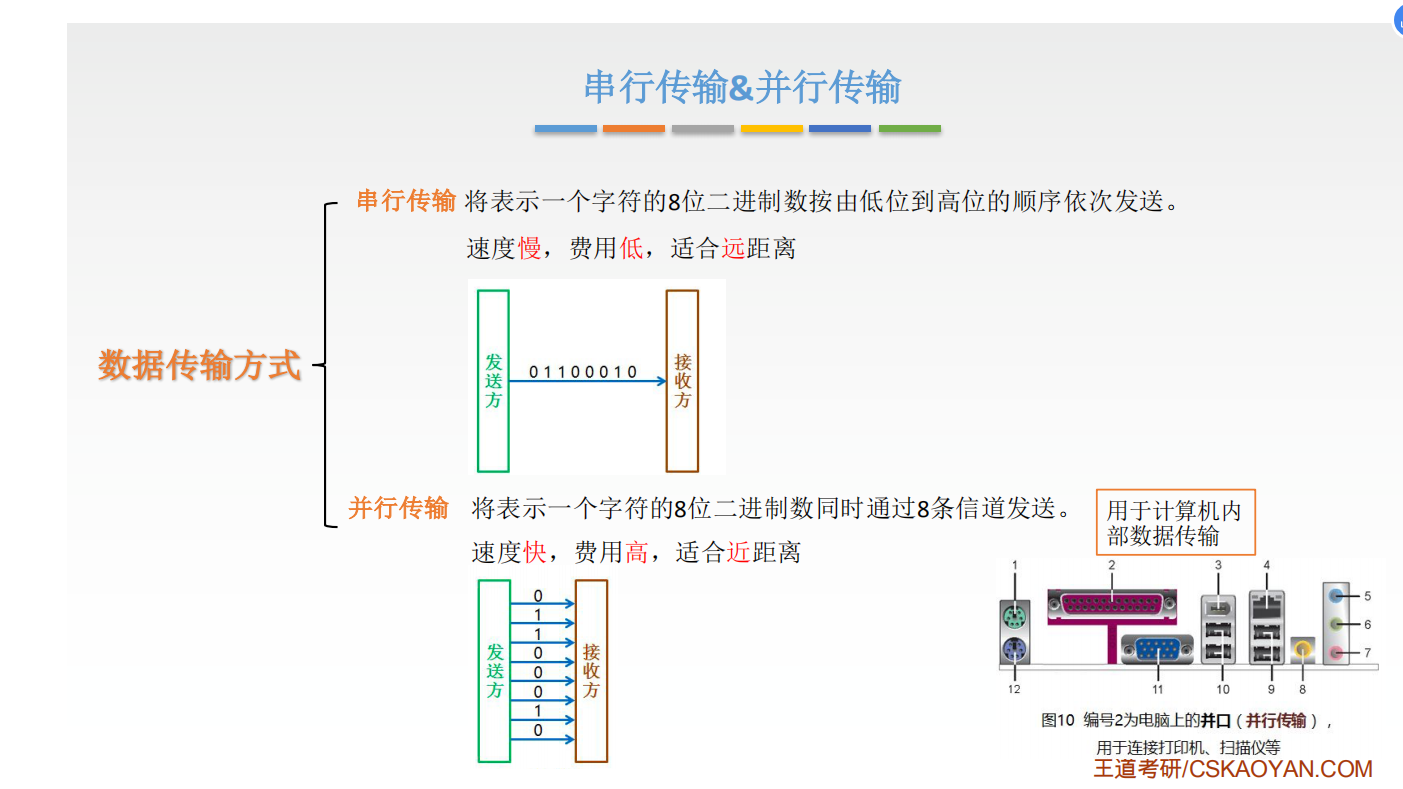 串行传输&并行传输
串行传输 将表示一个字符的8位二进制数按由低位到高位的顺序依次发送。
速度慢，费用低，适合远距离
数据传输方式
发送方
01100010
接收方
并行传输 将表示一个字符的8位二进制数同时通过8条信道发送。
速度快，费用高，适合近距离
用于计算机内
部数据传输
发送方
0
1
1
0
0
0
1
0
接收方
1 2 3 4
5
6
7
12 11 10 9 8
图10 编号2为电脑上的并口（并行传输），
用于连接打印机、扫描仪等
王道考研/CSKAOYAN.COM